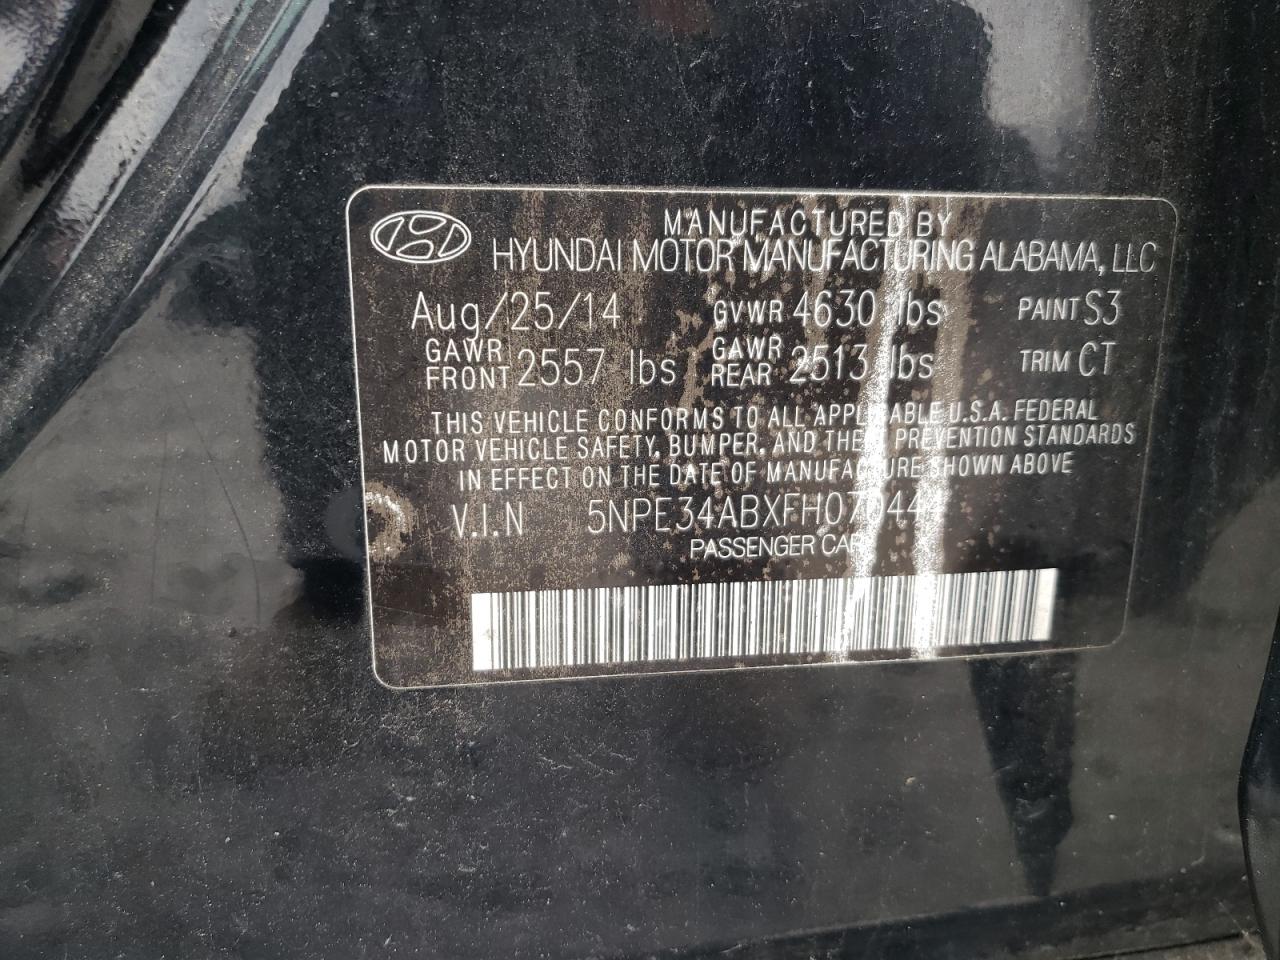 MANUFACTURED BY
HYUNDAI MOTOR MANUFACTURING ALABAMA, LLC
Aug/25/14 GVWR 4630 lbs PAINT S3
GAWR FRONT 2557 lbs GAWR REAR 2513 lbs TRIM CT
THIS VEHICLE CONFORMS TO ALL APPLICABLE U.S.A. FEDERAL
MOTOR VEHICLE SAFETY, BUMPER, AND THEFT PREVENTION STANDARDS
IN EFFECT ON THE DATE OF MANUFACTURE SHOWN ABOVE
V.I.N
PASSENGER CAR